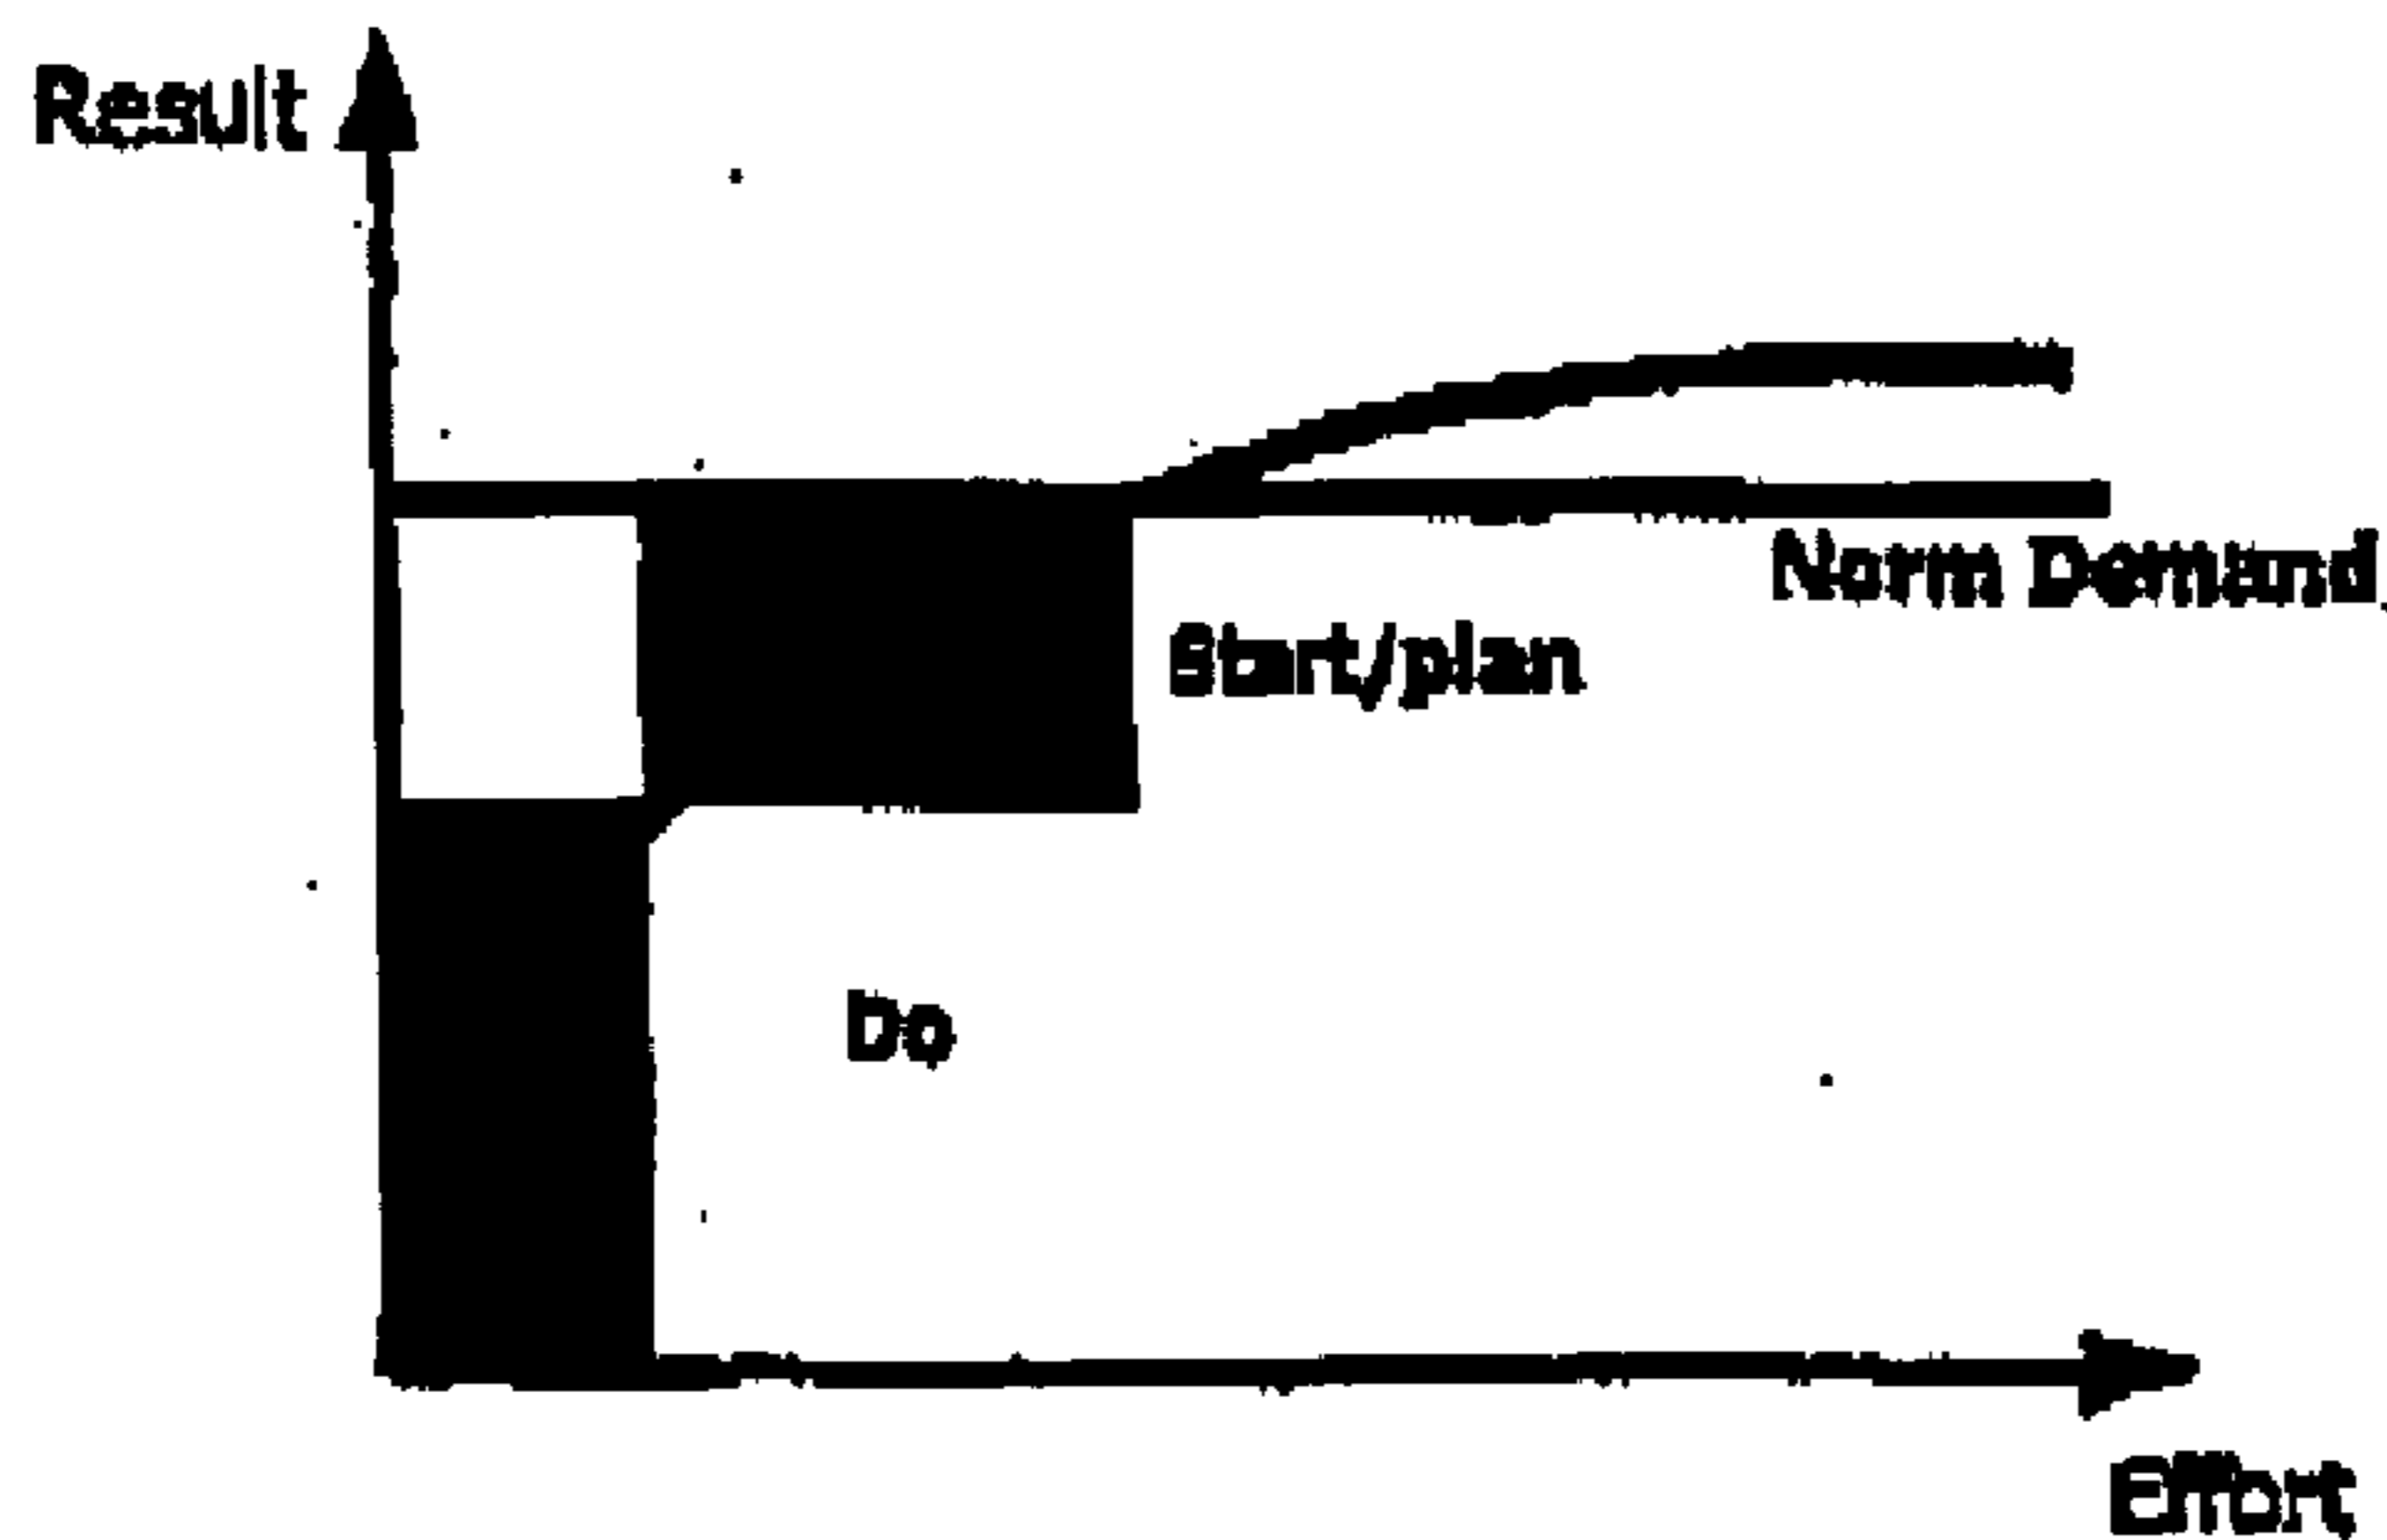 Result
Norm Demand
Start/plan
Do
Effort